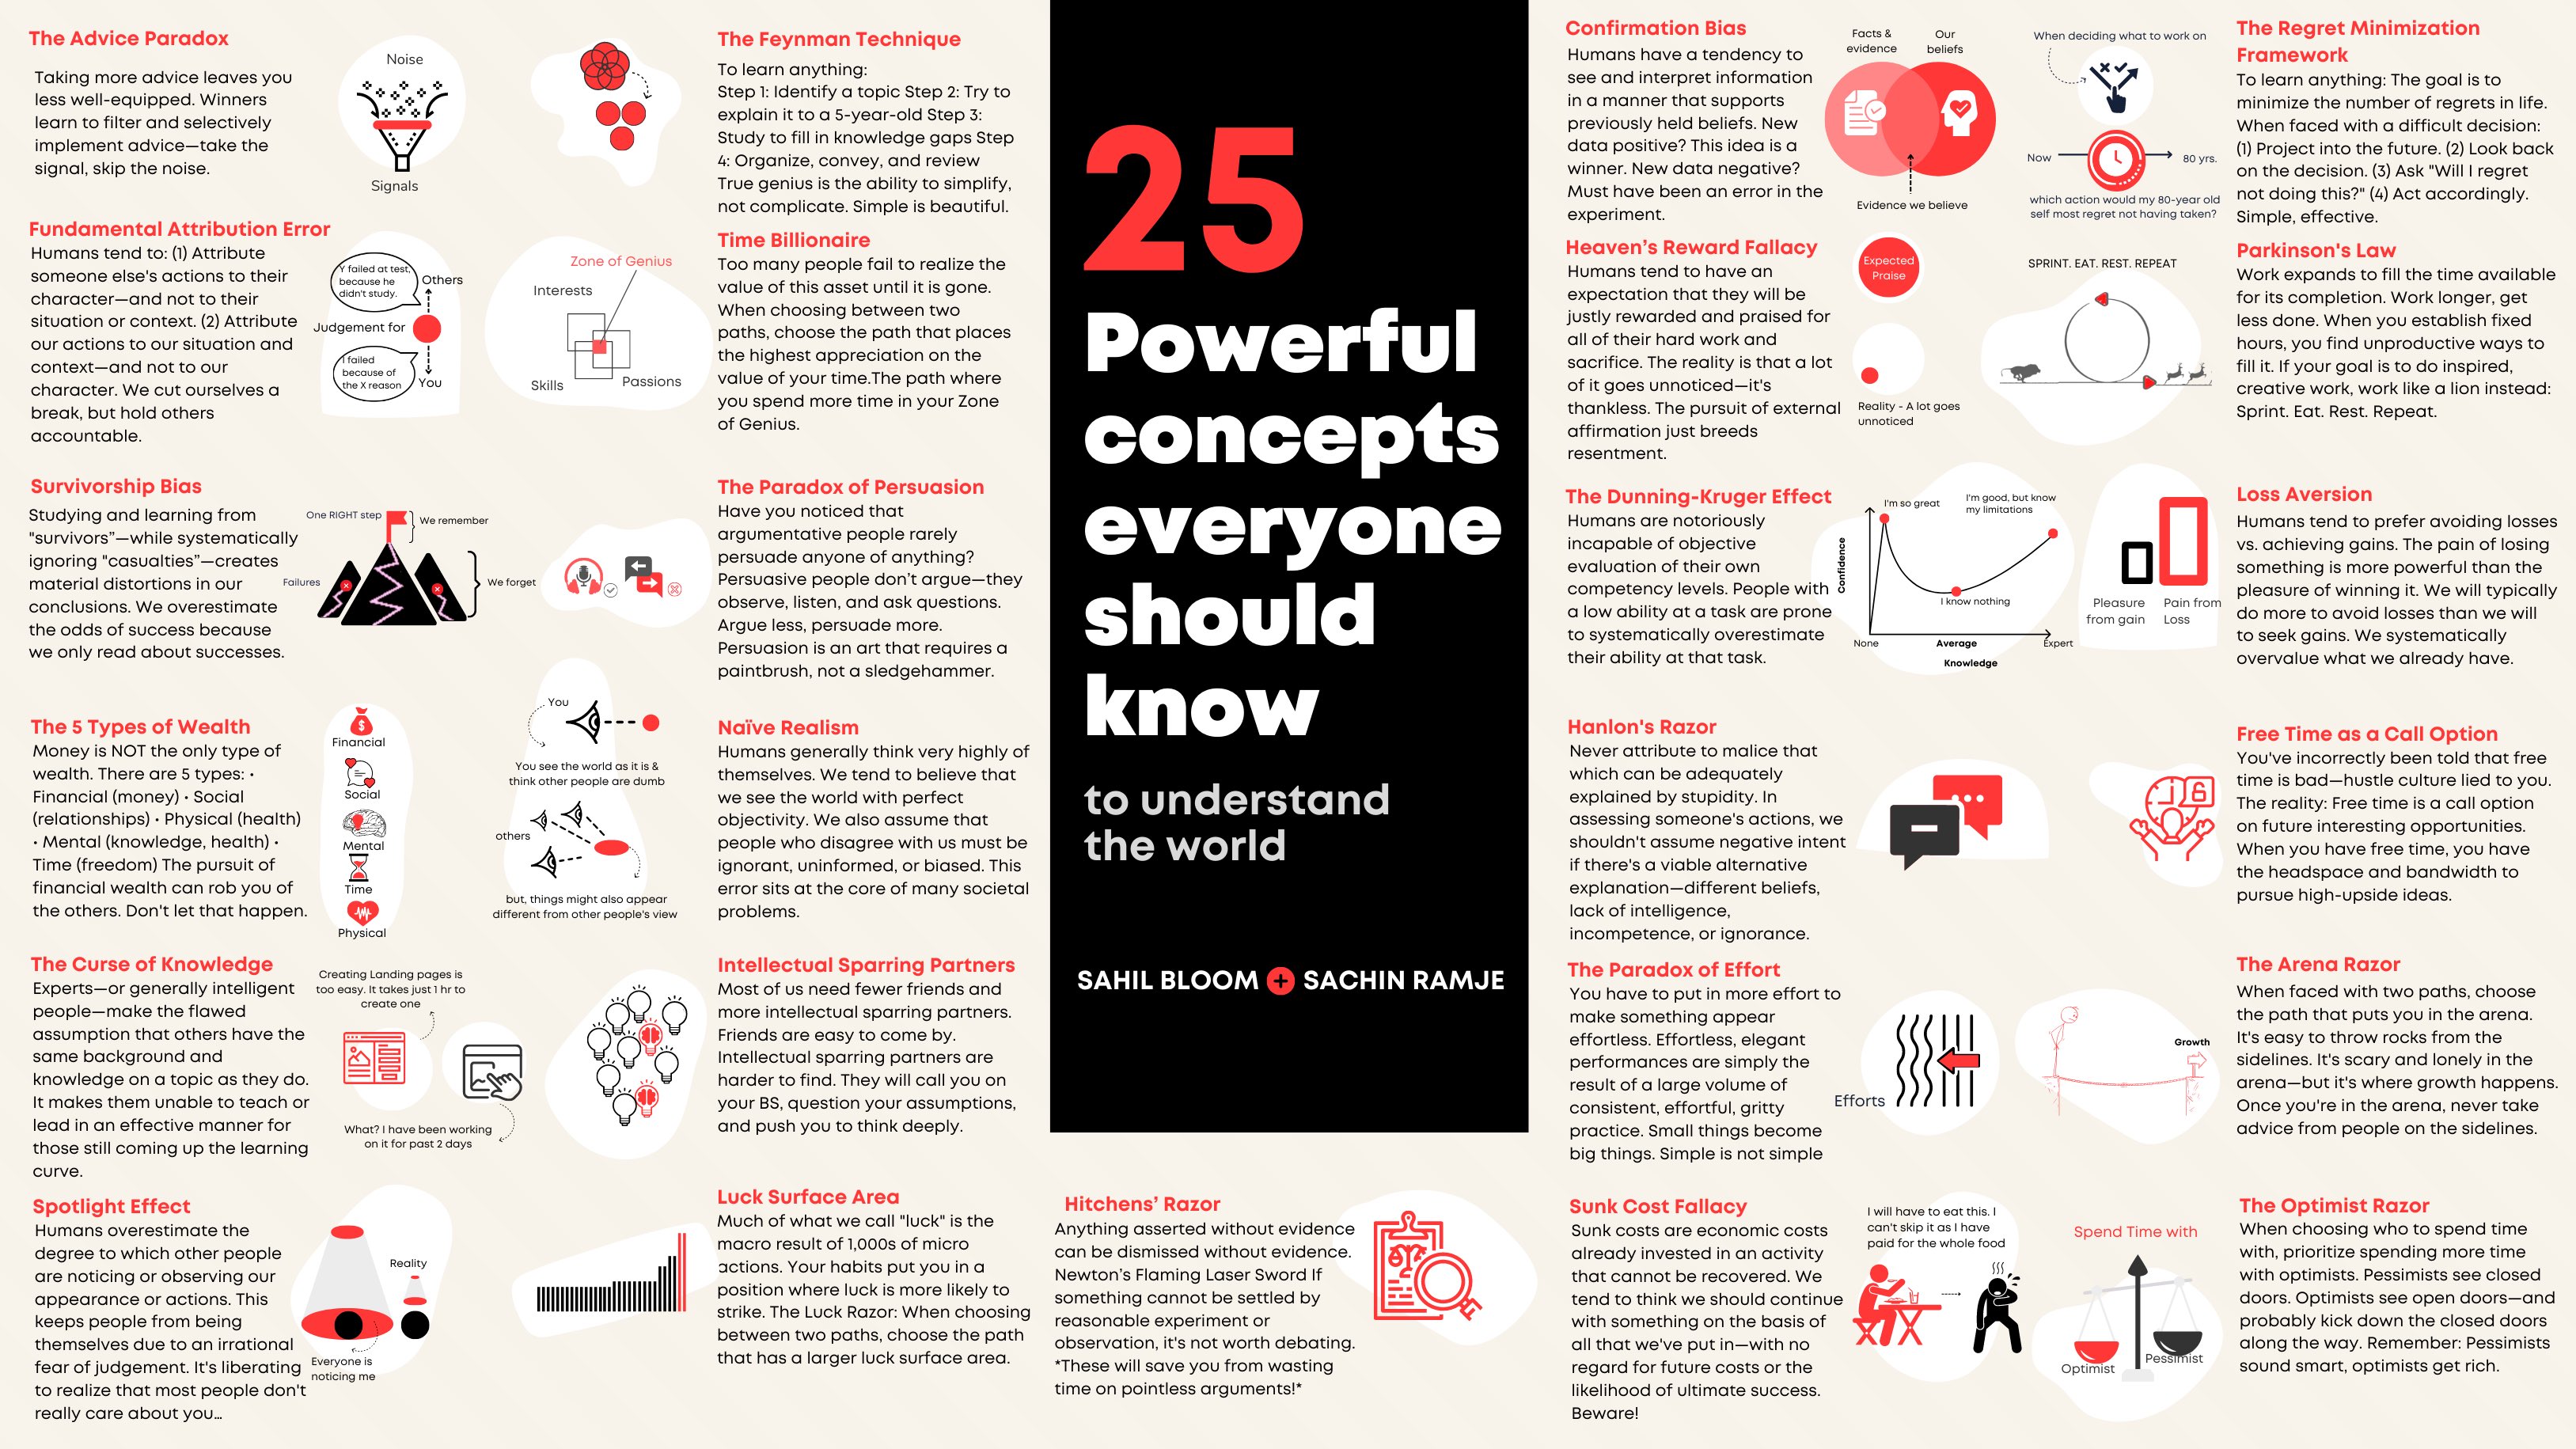 The Advice Paradox
Taking more advice leaves you
less well-equipped. Winners
learn to filter and selectively
implement advice—take the
signal, skip the noise.
Noise
Signals
Fundamental Attribution Error
Humans tend to: (1) Attribute
someone else's actions to their
character—and not to their
situation or context. (2) Attribute
our actions to our situation and
context—and not to our
character. We cut ourselves a
break, but hold others
accountable.
Y failed at test,
because he
didn't study.
Others
Judgement for
I failed
because of
the X reason
You
Survivorship Bias
Studying and learning from
"survivors”—while systematically
ignoring "casualties”—creates
material distortions in our
conclusions. We overestimate
the odds of success because
we only read about successes.
One RIGHT step
We remember
Failures
We forget
The 5 Types of Wealth
Money is NOT the only type of
wealth. There are 5 types: •
Financial (money) • Social
(relationships) • Physical (health)
• Mental (knowledge, health) •
Time (freedom) The pursuit of
financial wealth can rob you of
the others. Don't let that happen.
Financial
Social
Mental
Time
Physical
The Curse of Knowledge
Experts—or generally intelligent
people—make the flawed
assumption that others have the
same background and
knowledge on a topic as they do.
It makes them unable to teach or
lead in an effective manner for
those still coming up the learning
curve.
Creating Landing pages is
too easy. It takes just 1 hr to
create one
What? I have been working
on it for past 2 days
Spotlight Effect
Humans overestimate the
degree to which other people
are noticing or observing our
appearance or actions. This
keeps people from being
themselves due to an irrational
fear of judgement. It's liberating
to realize that most people don't
really care about you…
Reality
Everyone is
noticing me
The Feynman Technique
To learn anything:
Step 1: Identify a topic Step 2: Try to
explain it to a 5-year-old Step 3:
Study to fill in knowledge gaps Step
4: Organize, convey, and review
True genius is the ability to simplify,
not complicate. Simple is beautiful.
Time Billionaire
Too many people fail to realize the
value of this asset until it is gone.
When choosing between two
paths, choose the path that places
the highest appreciation on the
value of your time.The path where
you spend more time in your Zone
of Genius.
Zone of Genius
Interests
Skills
Passions
The Paradox of Persuasion
Have you noticed that
argumentative people rarely
persuade anyone of anything?
Persuasive people don’t argue—they
observe, listen, and ask questions.
Argue less, persuade more.
Persuasion is an art that requires a
paintbrush, not a sledgehammer.
Naïve Realism
Humans generally think very highly of
themselves. We tend to believe that
we see the world with perfect
objectivity. We also assume that
people who disagree with us must be
ignorant, uninformed, or biased. This
error sits at the core of many societal
problems.
You
You see the world as it is &
think other people are dumb
others
but, things might also appear
different from other people's view
Intellectual Sparring Partners
Most of us need fewer friends and
more intellectual sparring partners.
Friends are easy to come by.
Intellectual sparring partners are
harder to find. They will call you on
your BS, question your assumptions,
and push you to think deeply.
Luck Surface Area
Much of what we call "luck" is the
macro result of 1,000s of micro
actions. Your habits put you in a
position where luck is more likely to
strike. The Luck Razor: When choosing
between two paths, choose the path
that has a larger luck surface area.
25
Powerful
concepts
everyone
should
know
to understand
the world
SAHIL BLOOM + SACHIN RAMJE
Hitchens’ Razor
Anything asserted without evidence
can be dismissed without evidence.
Newton’s Flaming Laser Sword If
something cannot be settled by
reasonable experiment or
observation, it's not worth debating.
*These will save you from wasting
time on pointless arguments!*
Confirmation Bias
Humans have a tendency to
see and interpret information
in a manner that supports
previously held beliefs. New
data positive? This idea is a
winner. New data negative?
Must have been an error in the
experiment.
Facts &
evidence
Our
beliefs
Evidence we believe
Heaven’s Reward Fallacy
Humans tend to have an
expectation that they will be
justly rewarded and praised for
all of their hard work and
sacrifice. The reality is that a lot
of it goes unnoticed—it's
thankless. The pursuit of external
affirmation just breeds
resentment.
Expected
Praise
Reality - A lot goes
unnoticed
The Dunning-Kruger Effect
Humans are notoriously
incapable of objective
evaluation of their own
competency levels. People with
a low ability at a task are prone
to systematically overestimate
their ability at that task.
I'm so great
I'm good, but know
my limitations
Confidence
I know nothing
None
Average
Expert
Knowledge
Hanlon's Razor
Never attribute to malice that
which can be adequately
explained by stupidity. In
assessing someone's actions, we
shouldn't assume negative intent
if there's a viable alternative
explanation—different beliefs,
lack of intelligence,
incompetence, or ignorance.
The Paradox of Effort
You have to put in more effort to
make something appear
effortless. Effortless, elegant
performances are simply the
result of a large volume of
consistent, effortful, gritty
practice. Small things become
big things. Simple is not simple
Efforts
Sunk Cost Fallacy
Sunk costs are economic costs
already invested in an activity
that cannot be recovered. We
tend to think we should continue
with something on the basis of
all that we've put in—with no
regard for future costs or the
likelihood of ultimate success.
Beware!
I will have to eat this. I
can't skip it as I have
paid for the whole food
The Regret Minimization
Framework
To learn anything: The goal is to
minimize the number of regrets in life.
When faced with a difficult decision:
(1) Project into the future. (2) Look back
on the decision. (3) Ask "Will I regret
not doing this?" (4) Act accordingly.
Simple, effective.
When deciding what to work on
Now
80 yrs.
which action would my 80-year old
self most regret not having taken?
Parkinson's Law
Work expands to fill the time available
for its completion. Work longer, get
less done. When you establish fixed
hours, you find unproductive ways to
fill it. If your goal is to do inspired,
creative work, work like a lion instead:
Sprint. Eat. Rest. Repeat.
SPRINT. EAT. REST. REPEAT
Loss Aversion
Humans tend to prefer avoiding losses
vs. achieving gains. The pain of losing
something is more powerful than the
pleasure of winning it. We will typically
do more to avoid losses than we will
to seek gains. We systematically
overvalue what we already have.
Pleasure
from gain
Pain from
Loss
Free Time as a Call Option
You've incorrectly been told that free
time is bad—hustle culture lied to you.
The reality: Free time is a call option
on future interesting opportunities.
When you have free time, you have
the headspace and bandwidth to
pursue high-upside ideas.
The Arena Razor
When faced with two paths, choose
the path that puts you in the arena.
It's easy to throw rocks from the
sidelines. It's scary and lonely in the
arena—but it's where growth happens.
Once you're in the arena, never take
advice from people on the sidelines.
Growth
The Optimist Razor
When choosing who to spend time
with, prioritize spending more time
with optimists. Pessimists see closed
doors. Optimists see open doors—and
probably kick down the closed doors
along the way. Remember: Pessimists
sound smart, optimists get rich.
Spend Time with
Optimist
Pessimist